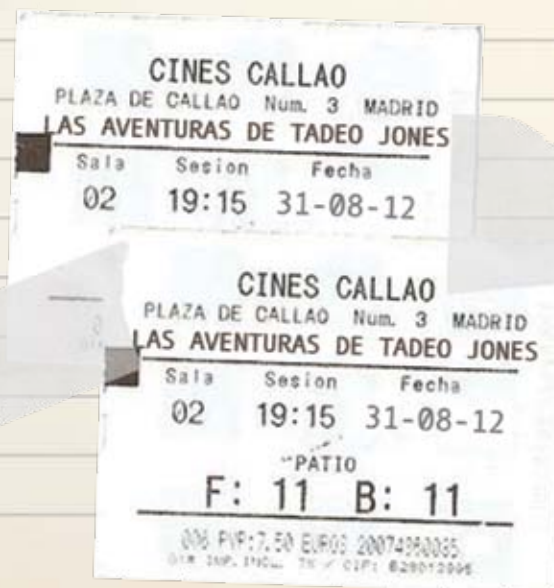 CINES CALLAO
PLAZA DE CALLAO Num. 3 MADRID
LAS AVENTURAS DE TADEO JONES
Sala Sesion Fecha
02 19:15 31-08-12
CINES CALLAO
PLAZA DE CALLAO Num. 3 MADRID
LAS AVENTURAS DE TADEO JONES
Sala Sesion Fecha
02 19:15 31-08-12
PATIO
F: 11 B: 11
006 PVP:7.50 EUROS